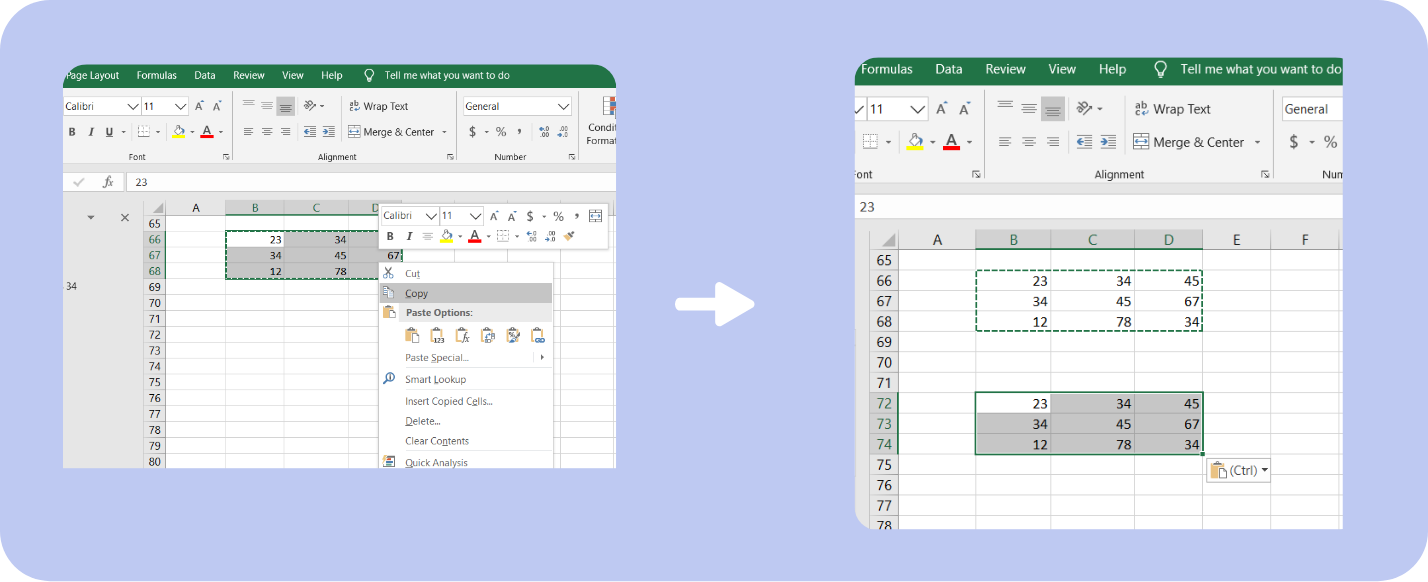 Page Layout Formulas Data Review View Help Tell me what you want to do
Calibri 11 A A ab Wrap Text General
B I U A Merge & Center $ % , .00 .00 Condit
Format
Font Alignment Number
fx 23
A B C D
Calibri 11 A A $ % ,
B I A .00 .00
65
66 23 34
67 34 45 67
68 12 78
34
69
70
71
72
73
74
75
76
77
78
79
80
Cut
Copy
Paste Options:
123 fx %
Paste Special...
Smart Lookup
Insert Copied Cells...
Delete...
Clear Contents
Quick Analysis
Formulas Data Review View Help Tell me what you want to do
11 A A ab Wrap Text General
A Merge & Center $ %
Font Alignment Num
23
A B C D E F
65
66 23 34 45
67 34 45 67
68 12 78 34
69
70
71
72 23 34 45
73 34 45 67
74 12 78 34
75
(Ctrl)
76
77
78